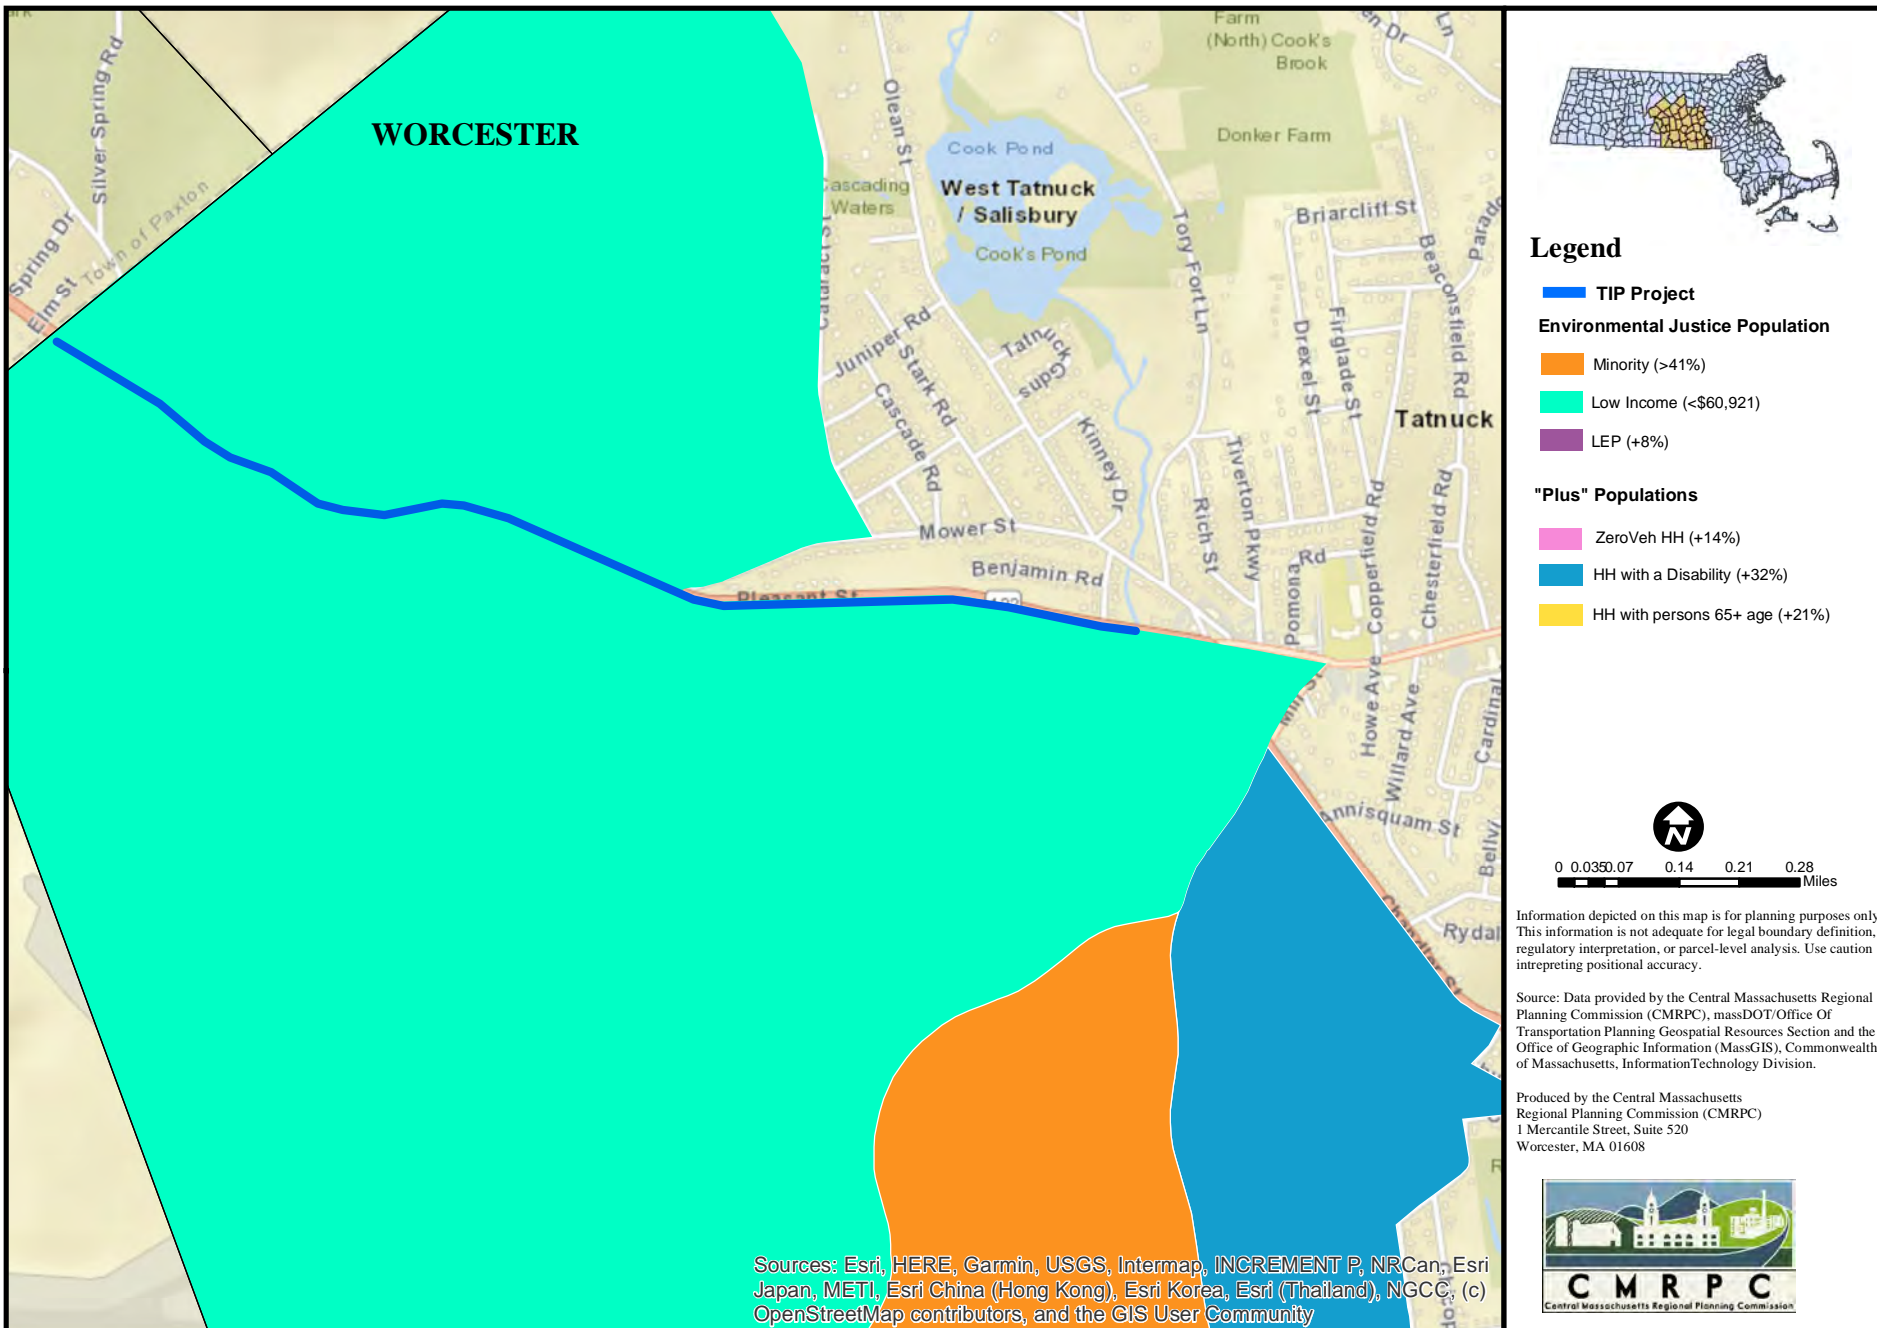 WORCESTER
Silver Spring Rd
Spring Dr
Elm St
Town of Paxton
Olean St
Farm
(North) Cook's
Brook
Ln
Donker Farm
Cook Pond
West Tatnuck
/ Salisbury
Cook's Pond
Cascading
Waters
Cataract St
Tory Fort Ln
Briarcliff St
Beaconsfield Rd
Juniper Rd
Stark Rd
Cascade Rd
Tatnuck
Gdns
Kinney Dr
Drexel St
Firglade St
Tatnuck
Tiverton Pkwy
Rich St
Mower St
Benjamin Rd
Pleasant St
Pomona
Rd
Copperfield Rd
Chesterfield Rd
Mill St
Howe Ave
Willard Ave
Cardinal
Annisquam St
Bellvi
Chandler St
Rydal
Sources: Esri, HERE, Garmin, USGS, Intermap, INCREMENT P, NRCan, Esri
Japan, METI, Esri China (Hong Kong), Esri Korea, Esri (Thailand), NGCC, (c)
OpenStreetMap contributors, and the GIS User Community
Legend
TIP Project
Environmental Justice Population
Minority (>41%)
Low Income (<$60,921)
LEP (+8%)
"Plus" Populations
ZeroVeh HH (+14%)
HH with a Disability (+32%)
HH with persons 65+ age (+21%)
N
0 0.035 0.07 0.14 0.21 0.28
Miles
Information depicted on this map is for planning purposes only
This information is not adequate for legal boundary definition,
regulatory interpretation, or parcel-level analysis. Use caution
intrepreting positional accuracy.
Source: Data provided by the Central Massachusetts Regional
Planning Commission (CMRPC), massDOT/Office Of
Transportation Planning Geospatial Resources Section and the
Office of Geographic Information (MassGIS), Commonwealth
of Massachusetts, InformationTechnology Division.
Produced by the Central Massachusetts
Regional Planning Commission (CMRPC)
1 Mercantile Street, Suite 520
Worcester, MA 01608
CMRPC
Central Massachusetts Regional Planning Commission